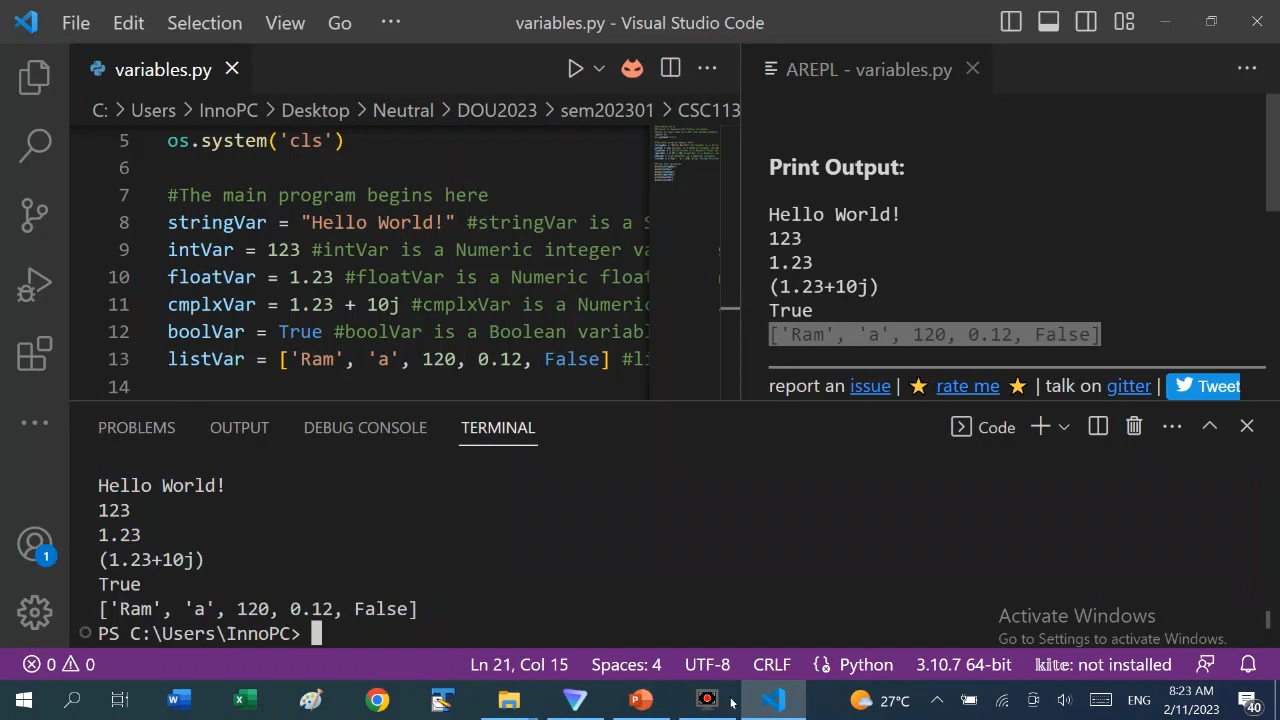 File Edit Selection View Go ··· variables.py - Visual Studio Code
variables.py
C: > Users > InnoPC > Desktop > Neutral > DOU2023 > sem202301 > CSC113
5 os.system('cls')
6
7 #The main program begins here
8 stringVar = "Hello World!" #stringVar is a S
9 intVar = 123 #intVar is a Numeric integer va
10 floatVar = 1.23 #floatVar is a Numeric float
11 cmplxVar = 1.23 + 10j #cmplxVar is a Numeric
12 boolVar = True #boolVar is a Boolean variabl
13 listVar = ['Ram', 'a', 120, 0.12, False] #li
14
AREPL - variables.py
Print Output:
Hello World!
123
1.23
(1.23+10j)
True
['Ram', 'a', 120, 0.12, False]
report an issue | ⭐ rate me ⭐ | talk on gitter | Tweet
PROBLEMS OUTPUT DEBUG CONSOLE TERMINAL Code
Hello World!
123
1.23
(1.23+10j)
True
['Ram', 'a', 120, 0.12, False]
PS C:\Users\InnoPC>
Activate Windows
Go to Settings to activate Windows.
1
0 0 Ln 21, Col 15 Spaces: 4 UTF-8 CRLF Python 3.10.7 64-bit kite: not installed
27°C ENG 8:23 AM
2/11/2023 40